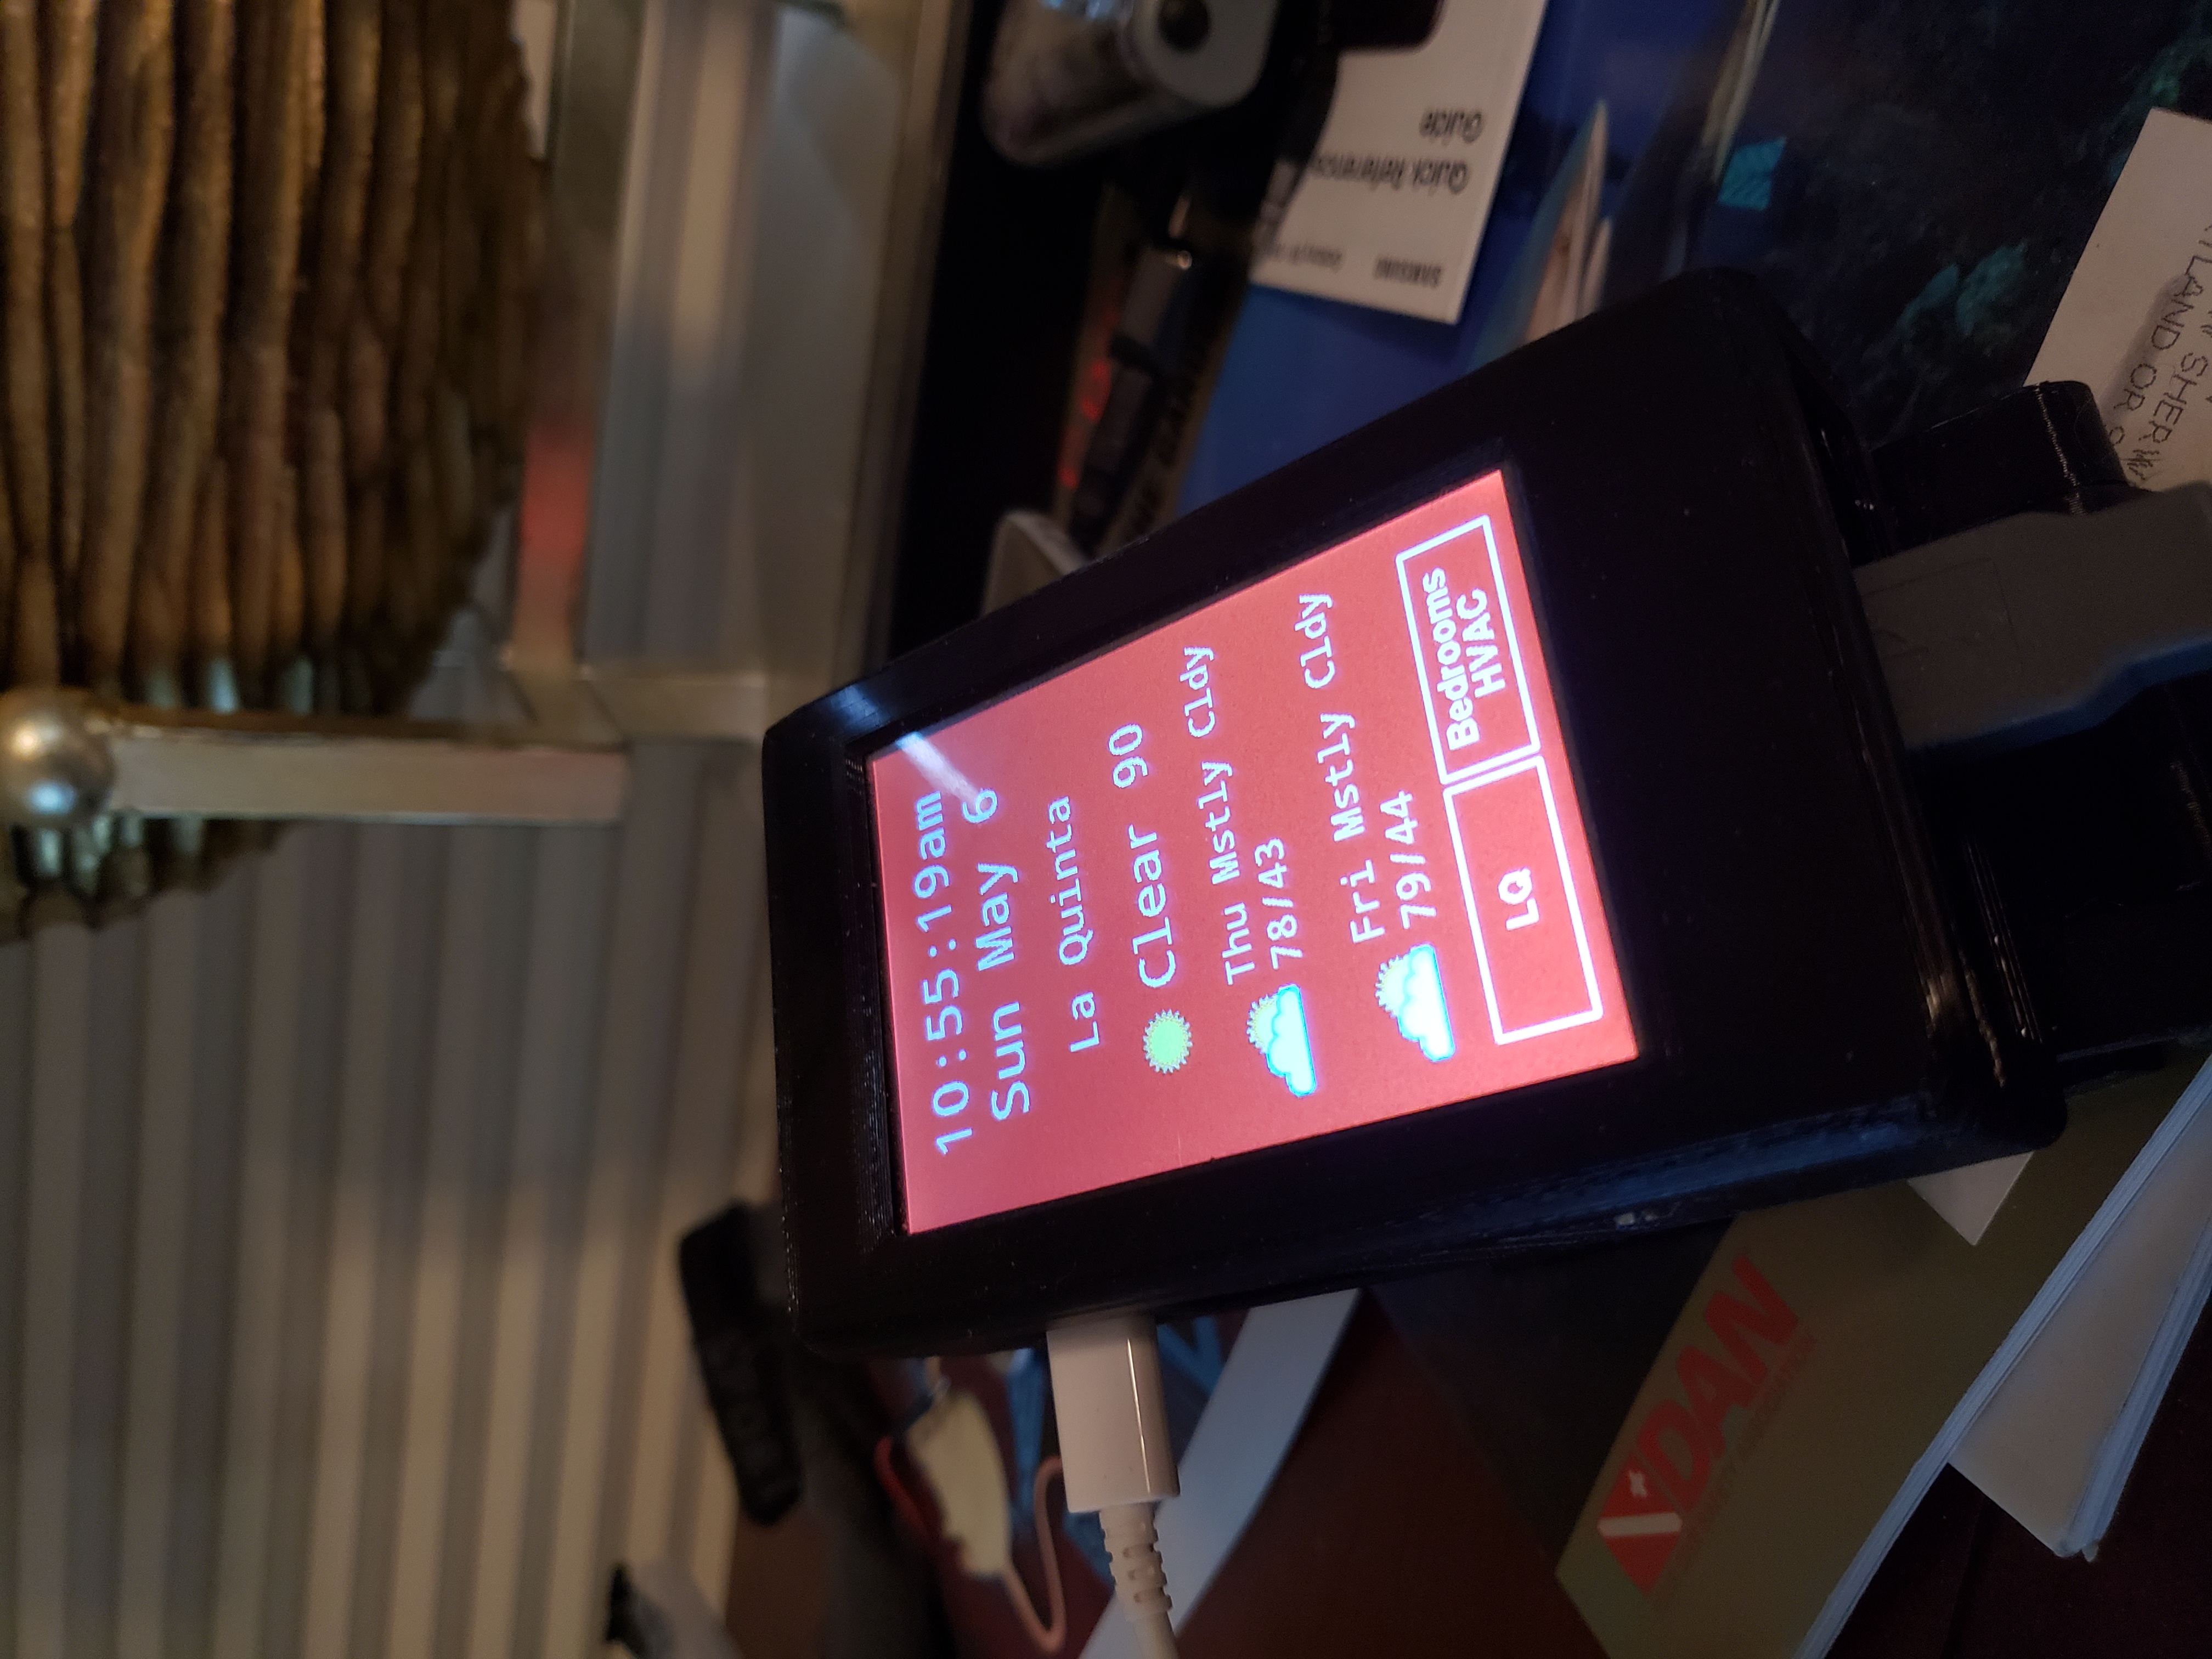 10:55:19am
Sun May 6
La Quinta
Clear 90
Thu Mstly Cldy
78/43
Fri Mstly Cldy
79/44
LQ
Bedrooms
HVAC
DAN
SAMSUNG
Quick Reference
Guide